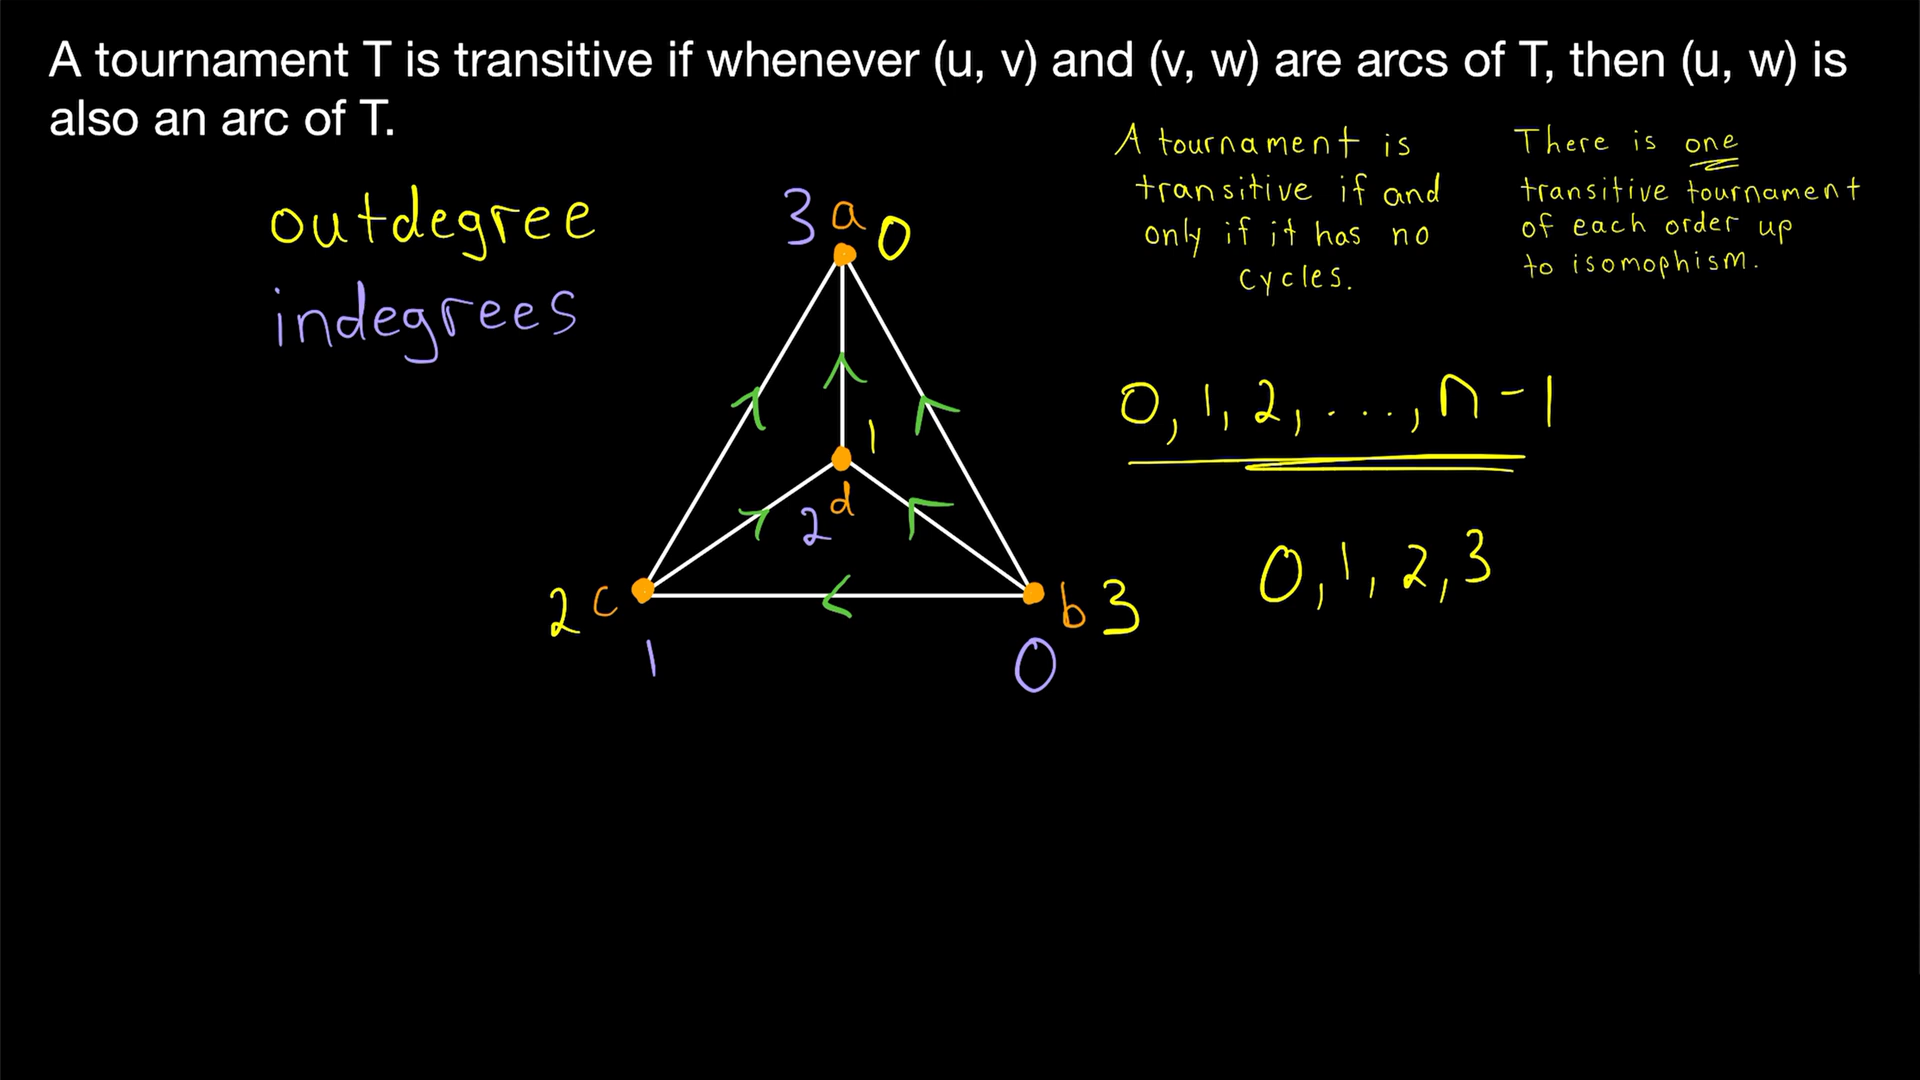 A tournament T is transitive if whenever (u, v) and (v, w) are arcs of T, then (u, w) is
also an arc of T.
outdegree
indegrees
A tournament is
transitive if and
only if it has no
cycles.
There is one
transitive tournament
of each order up
to isomophism.
3 a 0
1
d
2
2 c
1
b 3
0
0, 1, 2, ..., n-1
0, 1, 2, 3